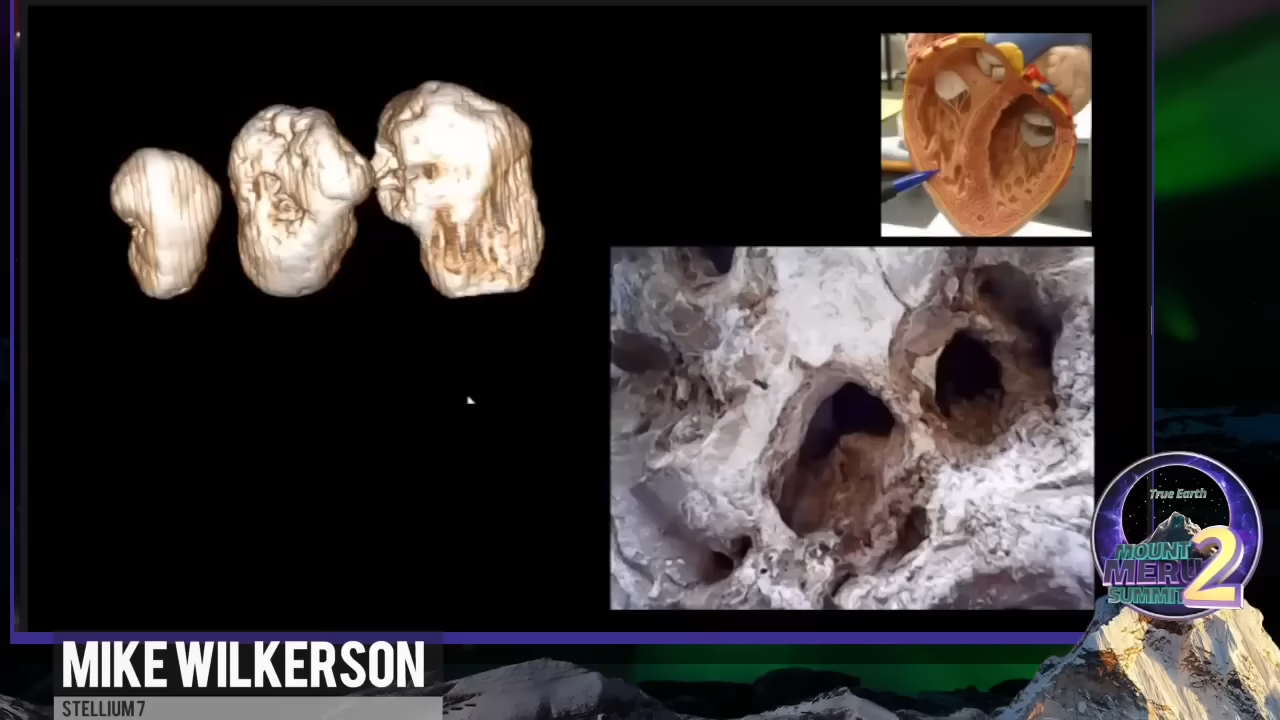 True Earth
MOUNT
MERU
SUMMIT
2
MIKE WILKERSON
STELLIUM 7